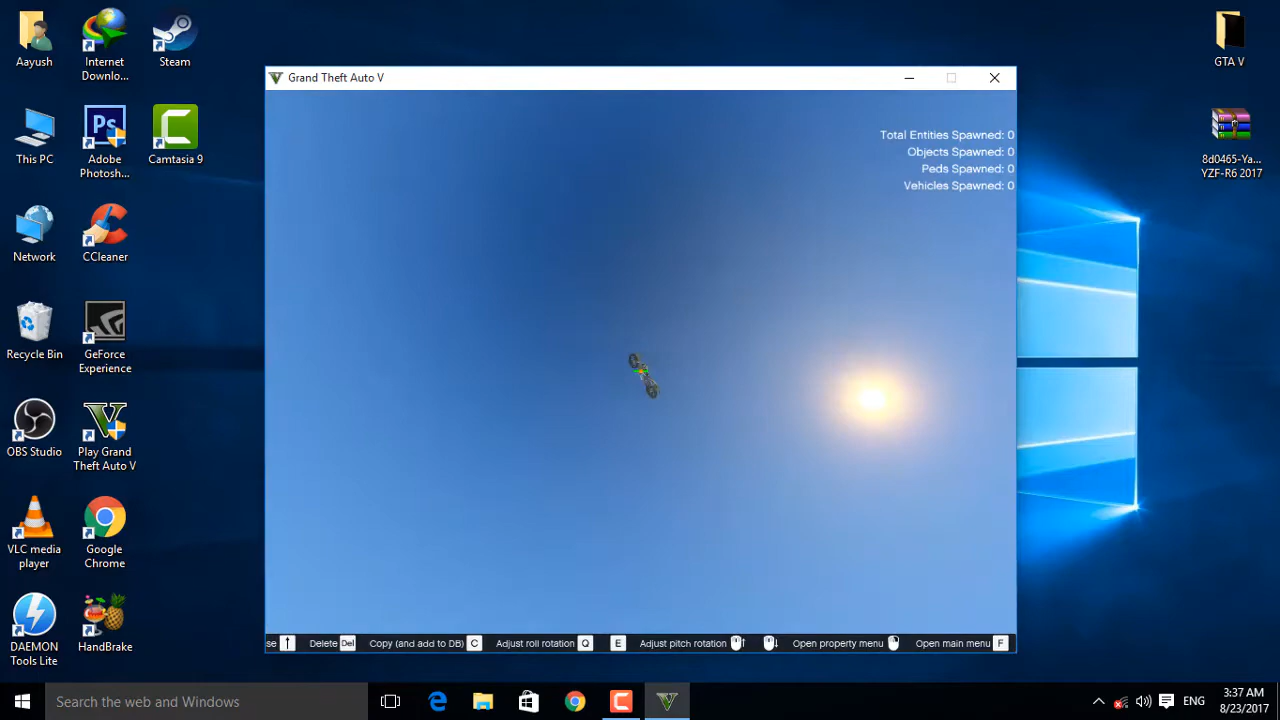 Aayush
Internet
Downlo...
Steam
This PC
Adobe
Photosh...
Camtasia 9
Network
CCleaner
Recycle Bin
GeForce
Experience
OBS Studio
Play Grand
Theft Auto V
VLC media
player
Google
Chrome
DAEMON
Tools Lite
HandBrake
Grand Theft Auto V
Total Entities Spawned: 0
Objects Spawned: 0
Peds Spawned: 0
Vehicles Spawned: 0
se Delete Del Copy (and add to DB) C Adjust roll rotation Q E Adjust pitch rotation Open property menu Open main menu F
GTA V
8d0465-Ya...
YZF-R6 2017
Search the web and Windows
ENG
3:37 AM
8/23/2017